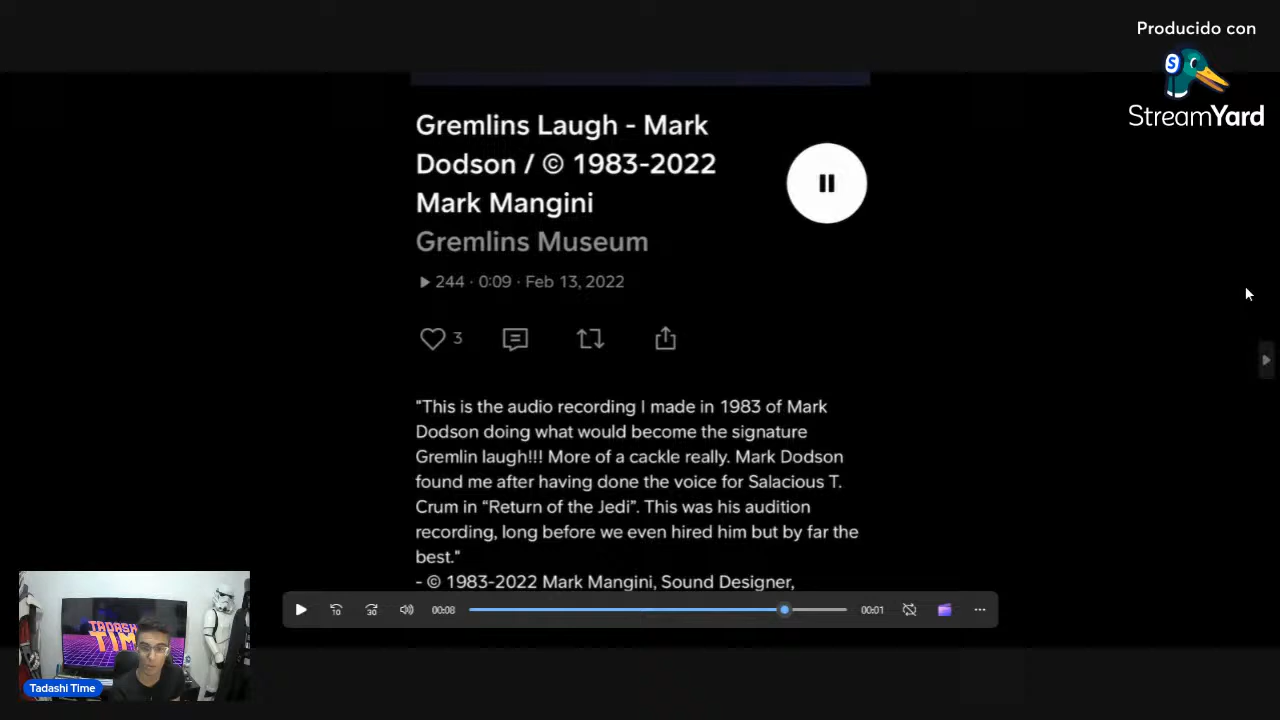 Producido con
StreamYard
Gremlins Laugh - Mark
Dodson / © 1983-2022
Mark Mangini
Gremlins Museum
244 · 0:09 · Feb 13, 2022
3
"This is the audio recording I made in 1983 of Mark
Dodson doing what would become the signature
Gremlin laugh!!! More of a cackle really. Mark Dodson
found me after having done the voice for Salacious T.
Crum in “Return of the Jedi”. This was his audition
recording, long before we even hired him but by far the
best."
- © 1983-2022 Mark Mangini, Sound Designer,
10
30
00:08
00:01
TADASH
TIM
Tadashi Time